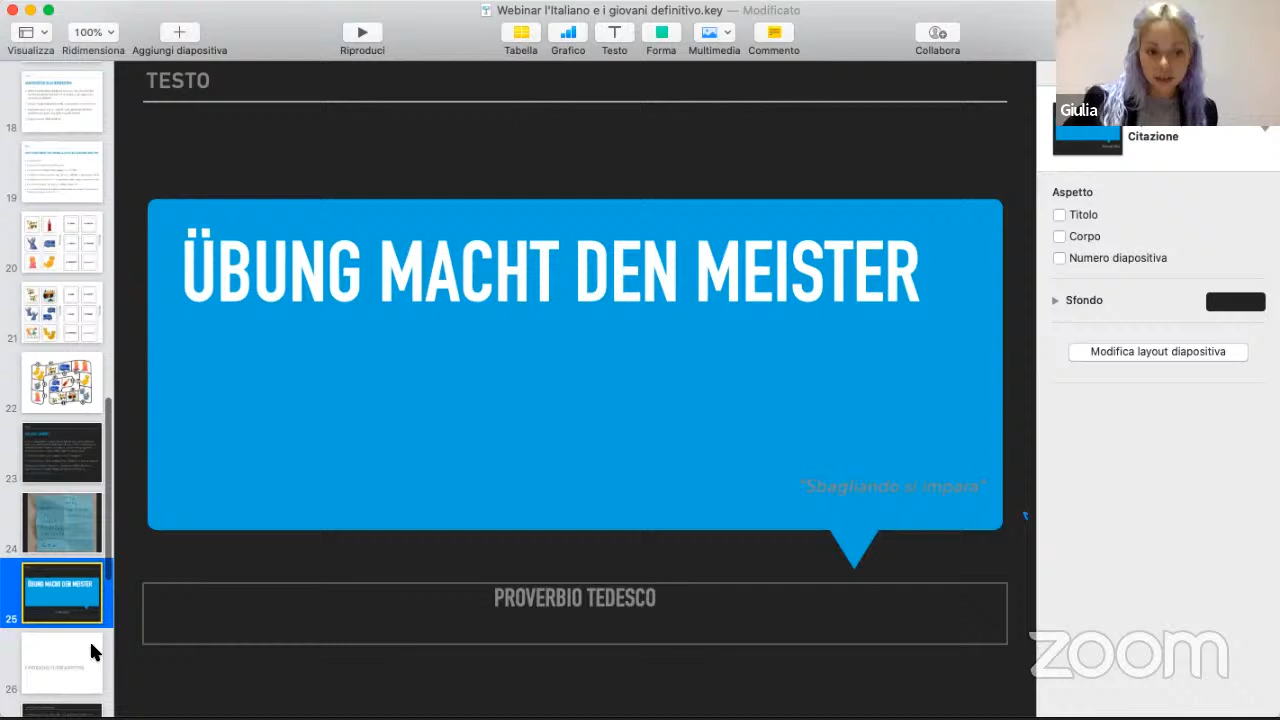 Webinar l'Italiano e i giovani definitivo.key — Modificato
100%
Visualizza
Ridimensiona
Aggiungi diapositiva
Riproduci
Tabella
Grafico
Testo
Forma
Multimedia
Commento
Collabora
Giulia
Citazione
Aspetto
Titolo
Corpo
Numero diapositiva
Sfondo
Modifica layout diapositiva
TESTO
ÜBUNG MACHT DEN MEISTER
"Sbagliando si impara"
PROVERBIO TEDESCO
18
19
20
21
22
23
24
ÜBUNG MACHT DEN MEISTER
25
26
zoom